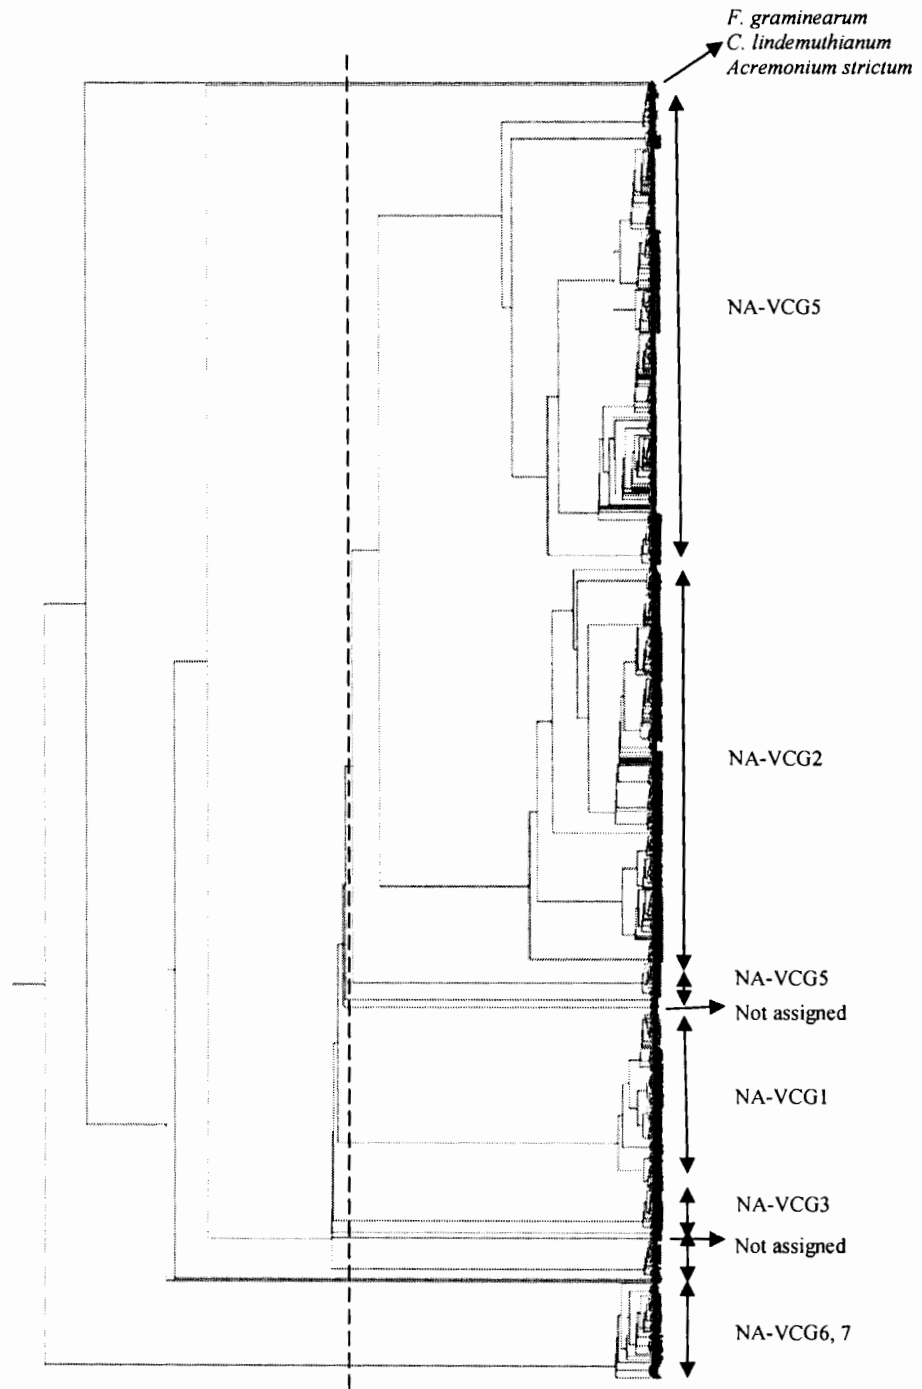 F. graminearum
C. lindemuthianum
Acremonium strictum
NA-VCG5
NA-VCG2
NA-VCG5
Not assigned
NA-VCG1
NA-VCG3
Not assigned
NA-VCG6, 7